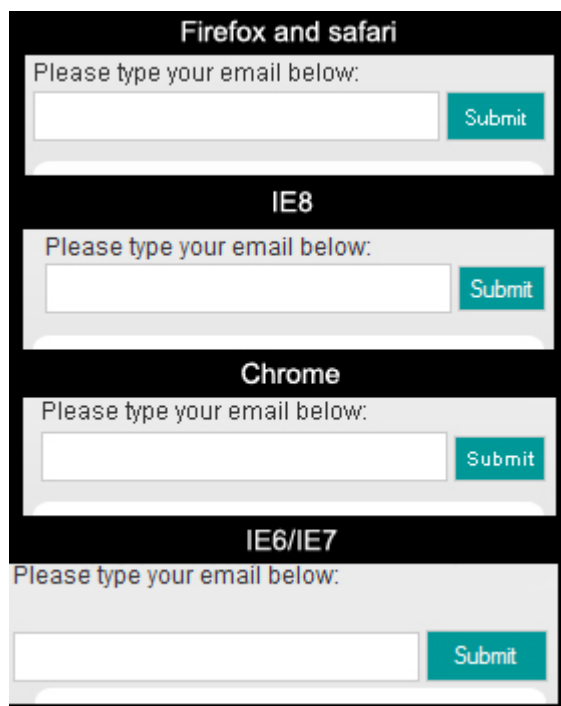 Firefox and safari
Please type your email below:
Submit
IE8
Please type your email below:
Submit
Chrome
Please type your email below:
Submit
IE6/IE7
Please type your email below:
Submit